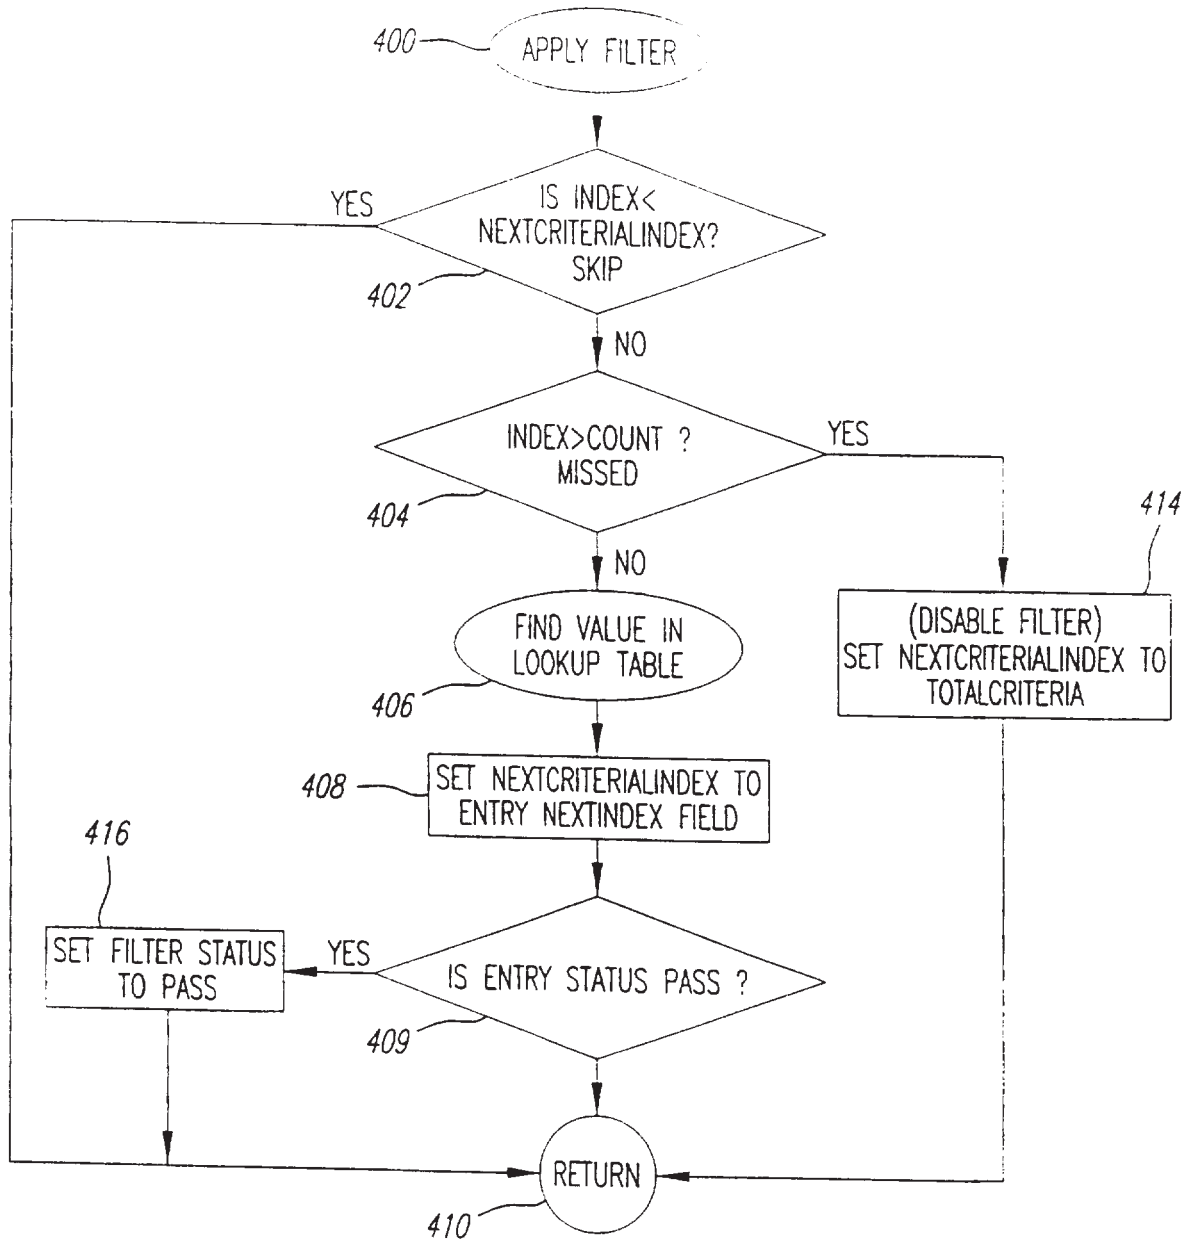 400
APPLY FILTER
YES
IS INDEX<
NEXTCRITERIALINDEX?
SKIP
402
NO
INDEX>COUNT ?
MISSED
YES
404
414
NO
FIND VALUE IN
LOOKUP TABLE
406
(DISABLE FILTER)
SET NEXTCRITERIALINDEX TO
TOTALCRITERIA
408
SET NEXTCRITERIALINDEX TO
ENTRY NEXTINDEX FIELD
416
SET FILTER STATUS
TO PASS
YES
IS ENTRY STATUS PASS ?
409
RETURN
410